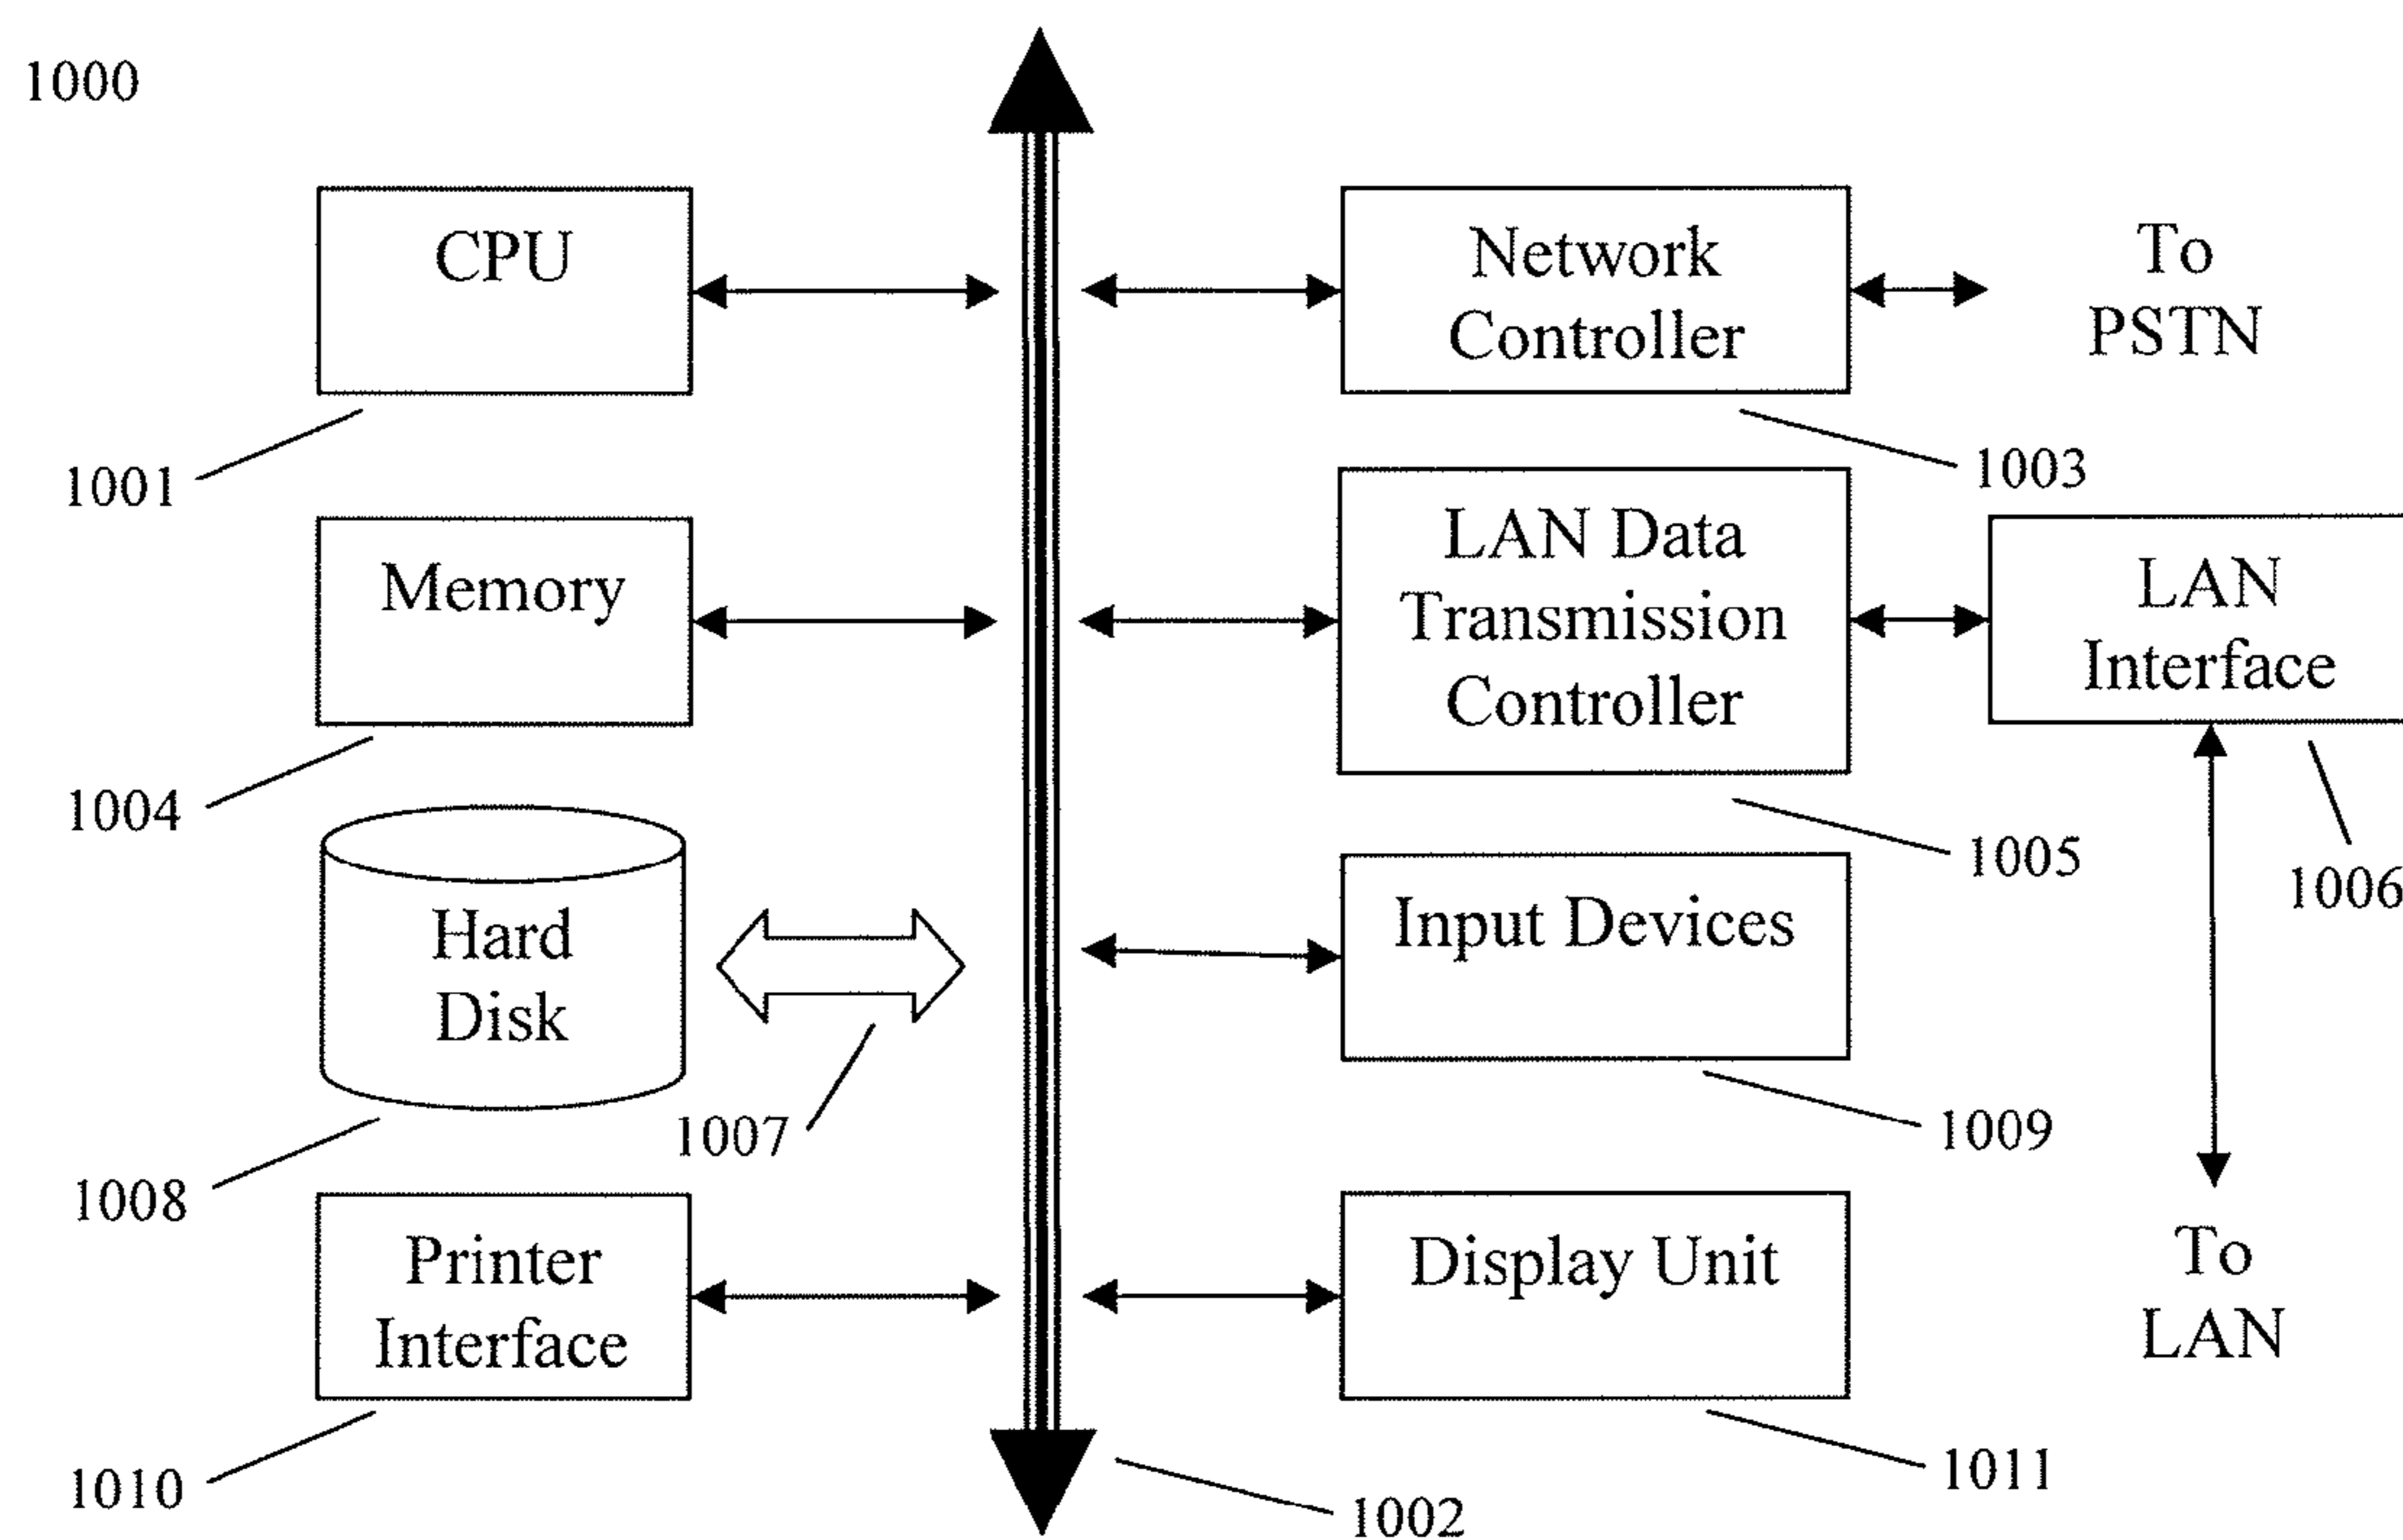 1000
CPU
1001
Network
Controller
1003
To
PSTN
Memory
1004
LAN Data
Transmission
Controller
1005
LAN
Interface
1006
Hard
Disk
1008
1007
Input Devices
1009
Printer
Interface
1010
Display Unit
1011
To
LAN
1002